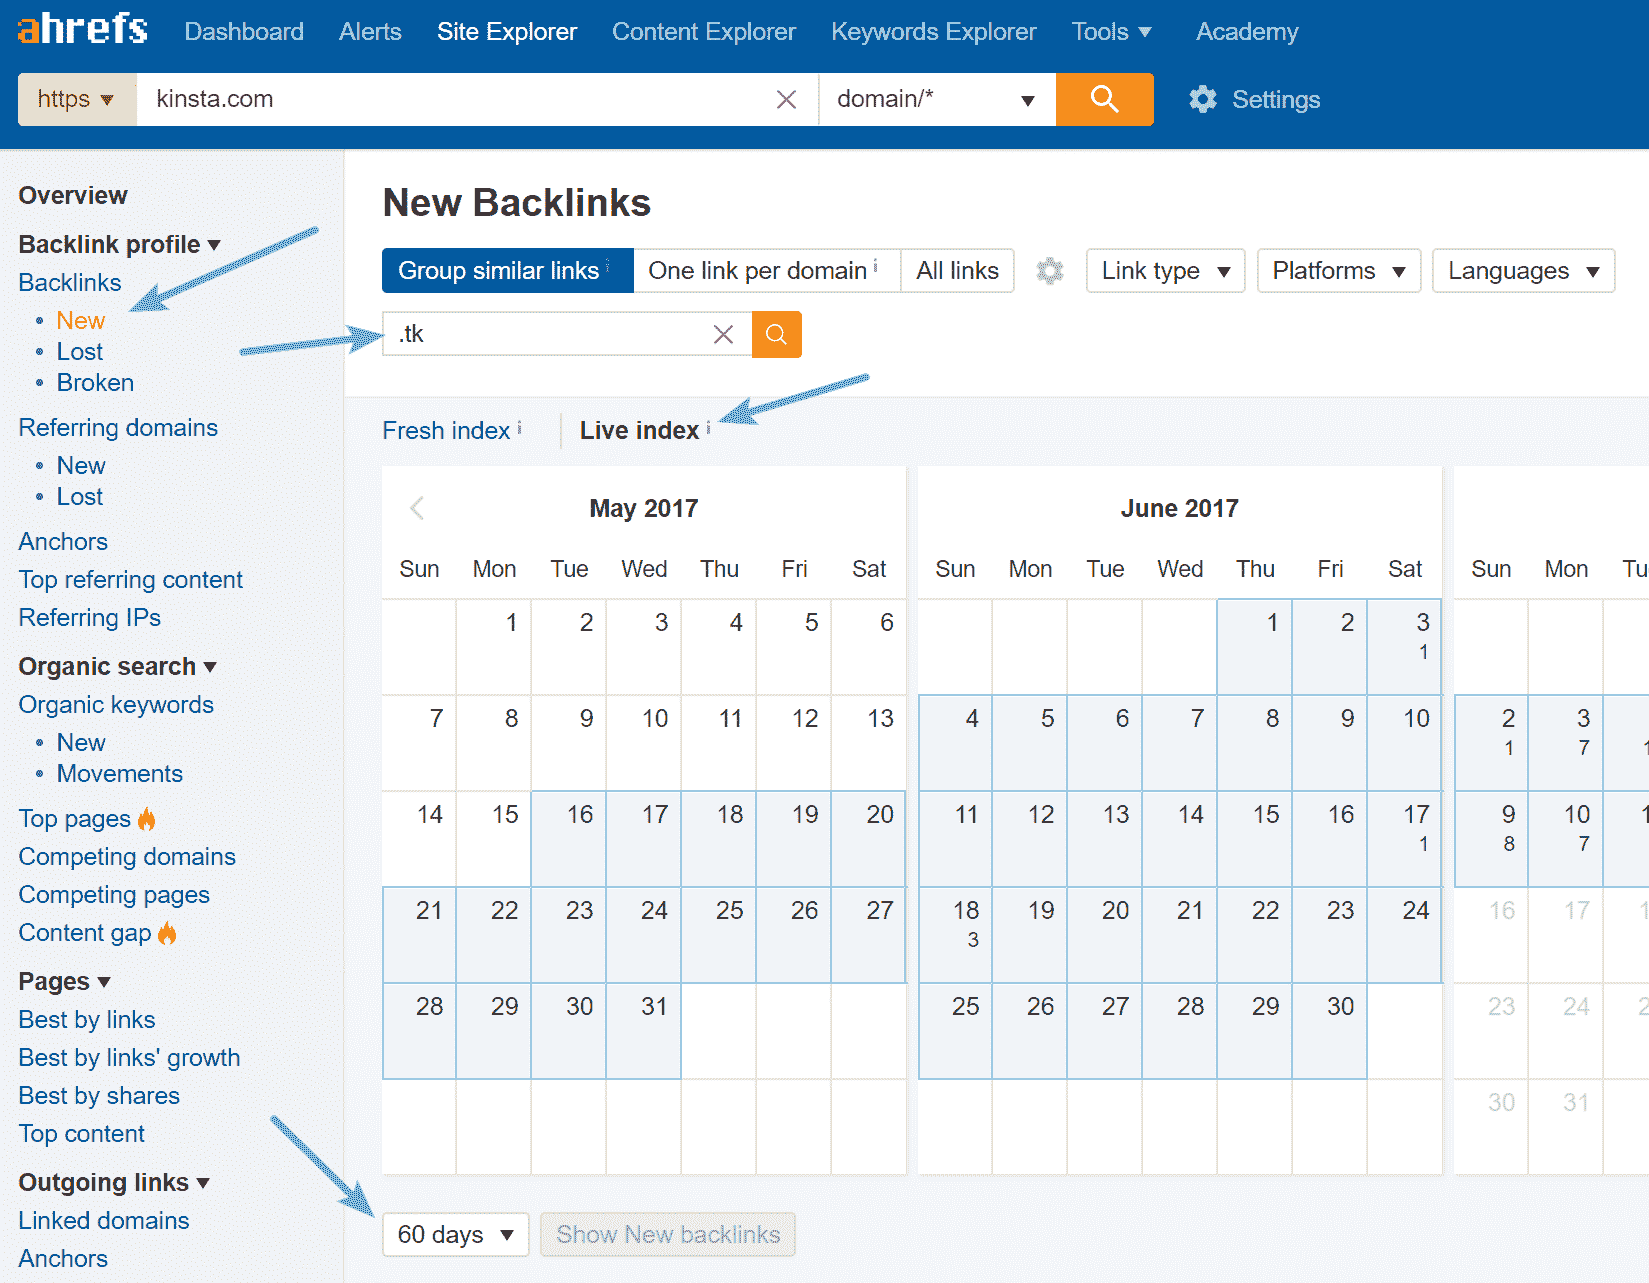 ahrefs Dashboard Alerts Site Explorer Content Explorer Keywords Explorer Tools Academy
https kinsta.com domain/* Settings
Overview
Backlink profile
Backlinks
New
Lost
Broken
Referring domains
New
Lost
Anchors
Top referring content
Referring IPs
Organic search
Organic keywords
New
Movements
Top pages
Competing domains
Competing pages
Content gap
Pages
Best by links
Best by links' growth
Best by shares
Top content
Outgoing links
Linked domains
Anchors
New Backlinks
Group similar links i One link per domain i All links Link type Platforms Languages
.tk
Fresh index i Live index i
May 2017
Sun Mon Tue Wed Thu Fri Sat
1 2 3 4 5 6
7 8 9 10 11 12 13
14 15 16 17 18 19 20
21 22 23 24 25 26 27
28 29 30 31
June 2017
Sun Mon Tue Wed Thu Fri Sat
1 2 3
1
4 5 6 7 8 9 10
11 12 13 14 15 16 17
1
18 19 20 21 22 23 24
3
25 26 27 28 29 30
Sun Mon Tu
2 3
1 7 1
9 10 1
8 7
16 17 1
23 24 2
30 31
60 days Show New backlinks